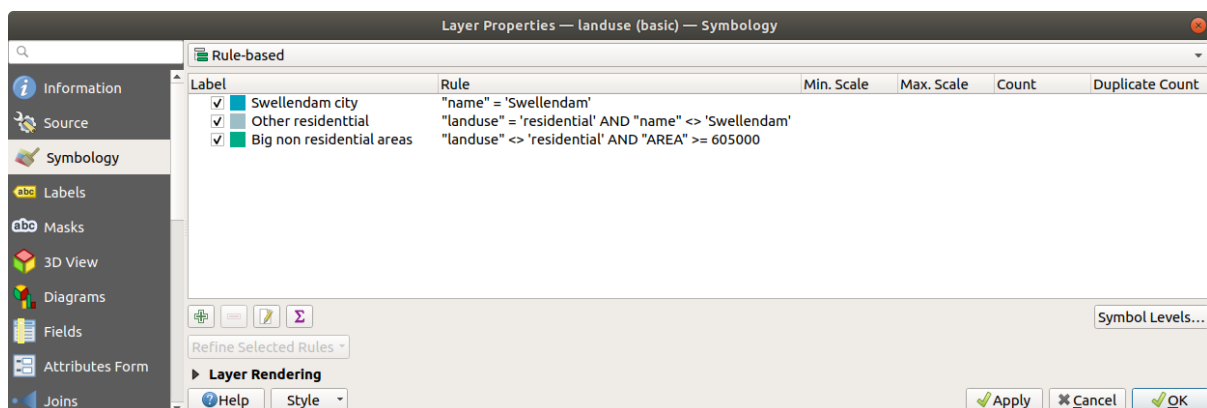 Layer Properties — landuse (basic) — Symbology
Rule-based
Information
Source
Symbology
abc Labels
abc Masks
3D View
Diagrams
Fields
Attributes Form
Joins
Label Rule Min. Scale Max. Scale Count Duplicate Count
Swellendam city "name" = 'Swellendam'
Other residenttial "landuse" = 'residential' AND "name" <> 'Swellendam'
Big non residential areas "landuse" <> 'residential' AND "AREA" >= 605000
Σ
Symbol Levels...
Refine Selected Rules
Layer Rendering
Help Style Apply Cancel OK